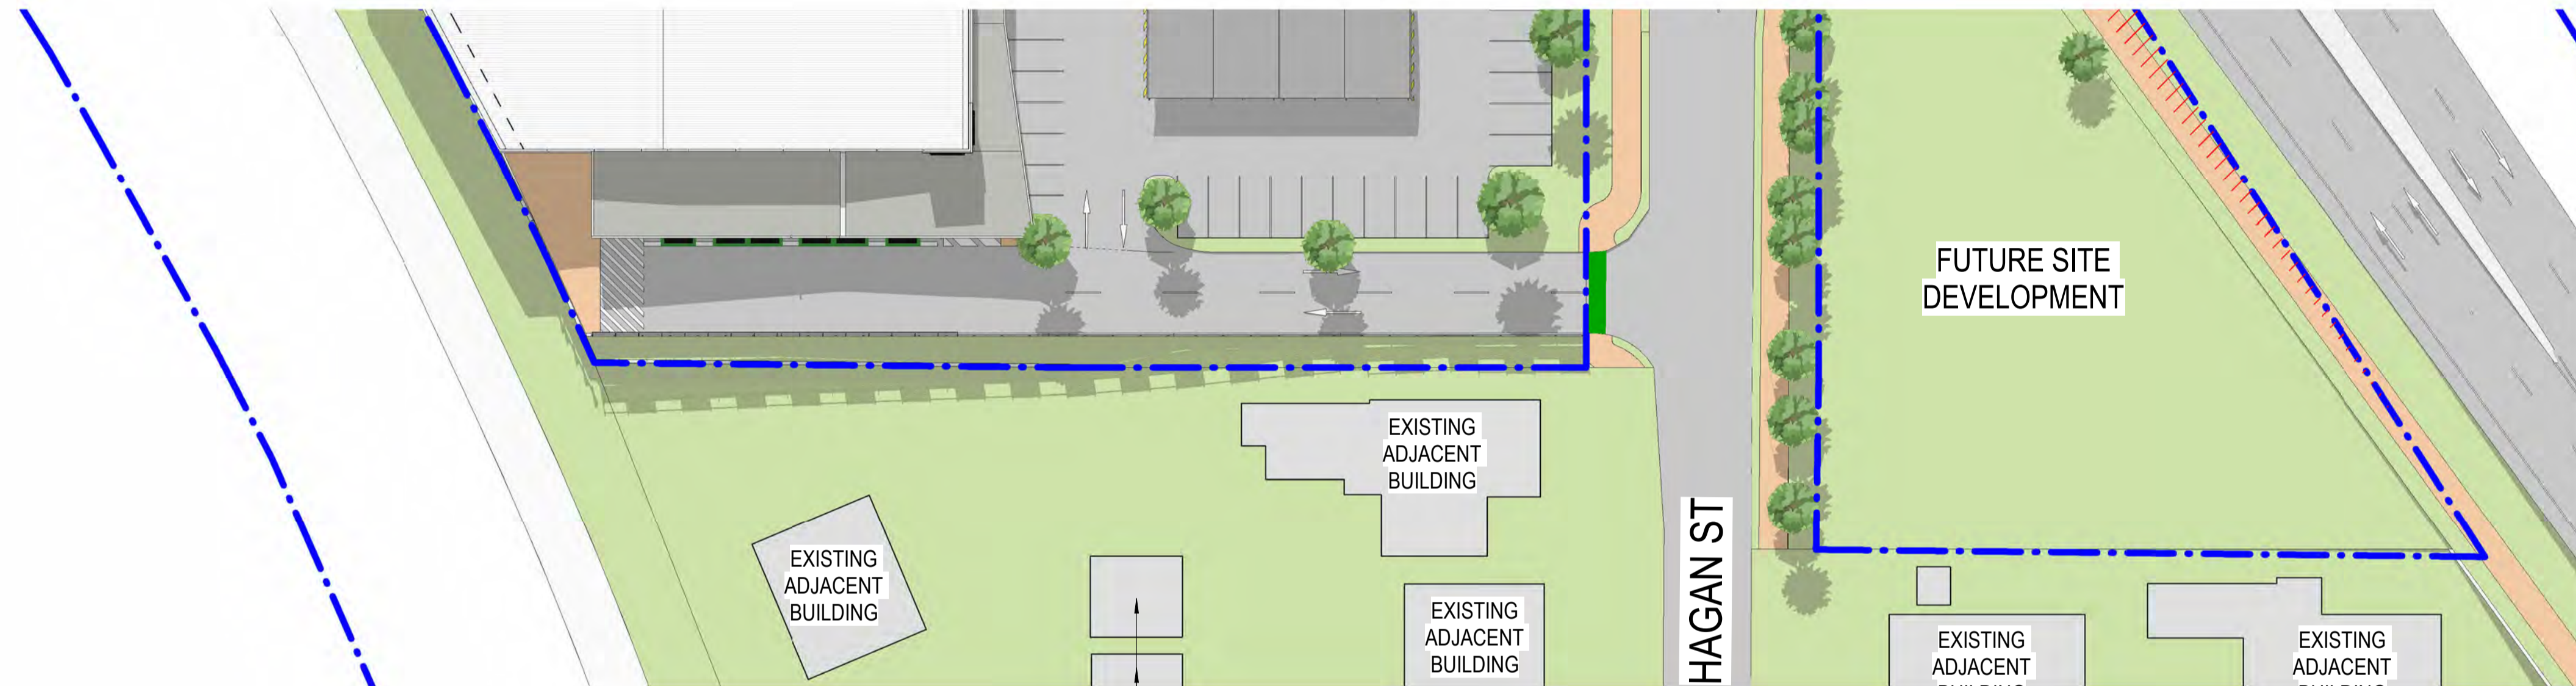 FUTURE SITE
DEVELOPMENT
EXISTING
ADJACENT
BUILDING
EXISTING
ADJACENT
BUILDING
EXISTING
ADJACENT
BUILDING
HAGAN ST
EXISTING
ADJACENT
EXISTING
ADJACENT